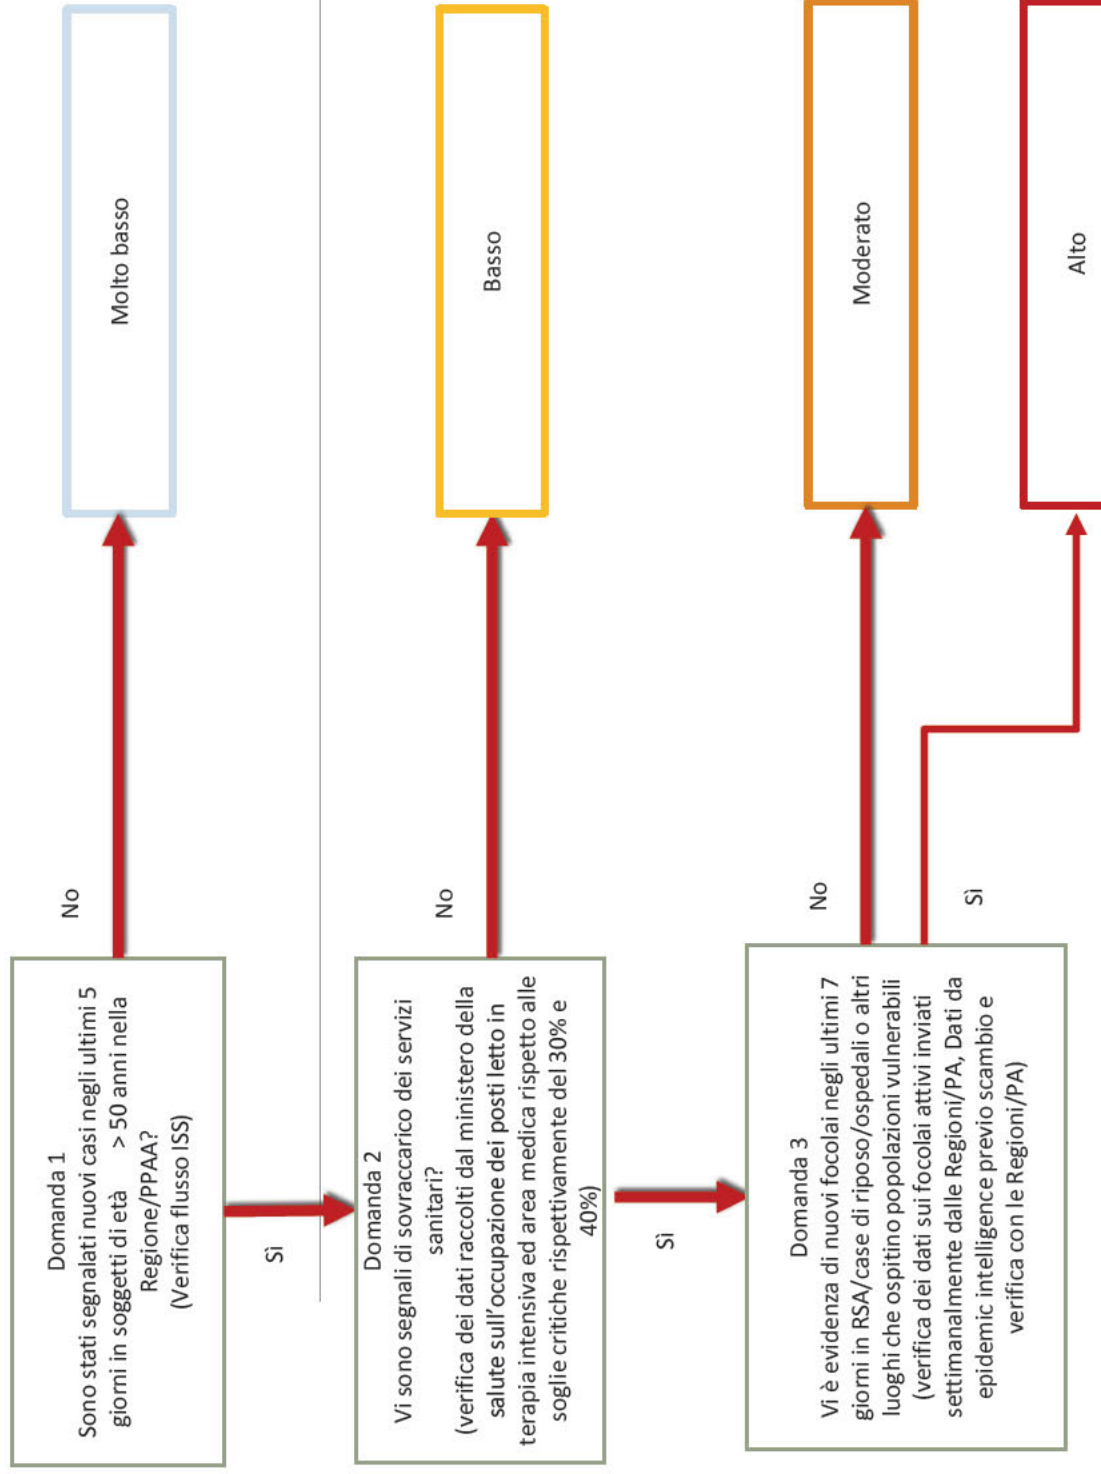 Domanda 1
Sono stati segnalati nuovi casi negli ultimi 5
giorni in soggetti di età > 50 anni nella
Regione/PPAA?
(Verifica flusso ISS)
No
Molto basso
Sì
Domanda 2
Vi sono segnali di sovraccarico dei servizi
sanitari?
(verifica dei dati raccolti dal ministero della
salute sull'occupazione dei posti letto in
terapia intensiva ed area medica rispetto alle
soglie critiche rispettivamente del 30% e
40%)
No
Basso
Sì
Domanda 3
Vi è evidenza di nuovi focolai negli ultimi 7
giorni in RSA/case di riposo/ospedali o altri
luoghi che ospitino popolazioni vulnerabili
(verifica dei dati sui focolai attivi inviati
settimanalmente dalle Regioni/PA, Dati da
epidemic intelligence previo scambio e
verifica con le Regioni/PA)
No
Moderato
Sì
Alto